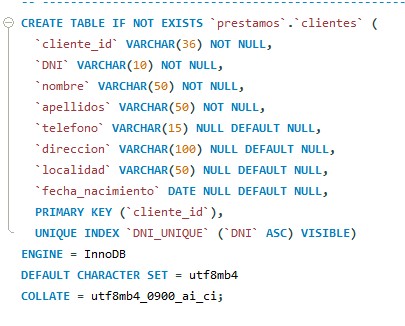 CREATE TABLE IF NOT EXISTS `prestamos`.`clientes` (
`cliente_id` VARCHAR(36) NOT NULL,
`DNI` VARCHAR(10) NOT NULL,
`nombre` VARCHAR(50) NOT NULL,
`apellidos` VARCHAR(50) NOT NULL,
`telefono` VARCHAR(15) NULL DEFAULT NULL,
`direccion` VARCHAR(100) NULL DEFAULT NULL,
`localidad` VARCHAR(50) NULL DEFAULT NULL,
`fecha_nacimiento` DATE NULL DEFAULT NULL,
PRIMARY KEY (`cliente_id`),
UNIQUE INDEX `DNI_UNIQUE` (`DNI` ASC) VISIBLE)
ENGINE = InnoDB
DEFAULT CHARACTER SET = utf8mb4
COLLATE = utf8mb4_0900_ai_ci;